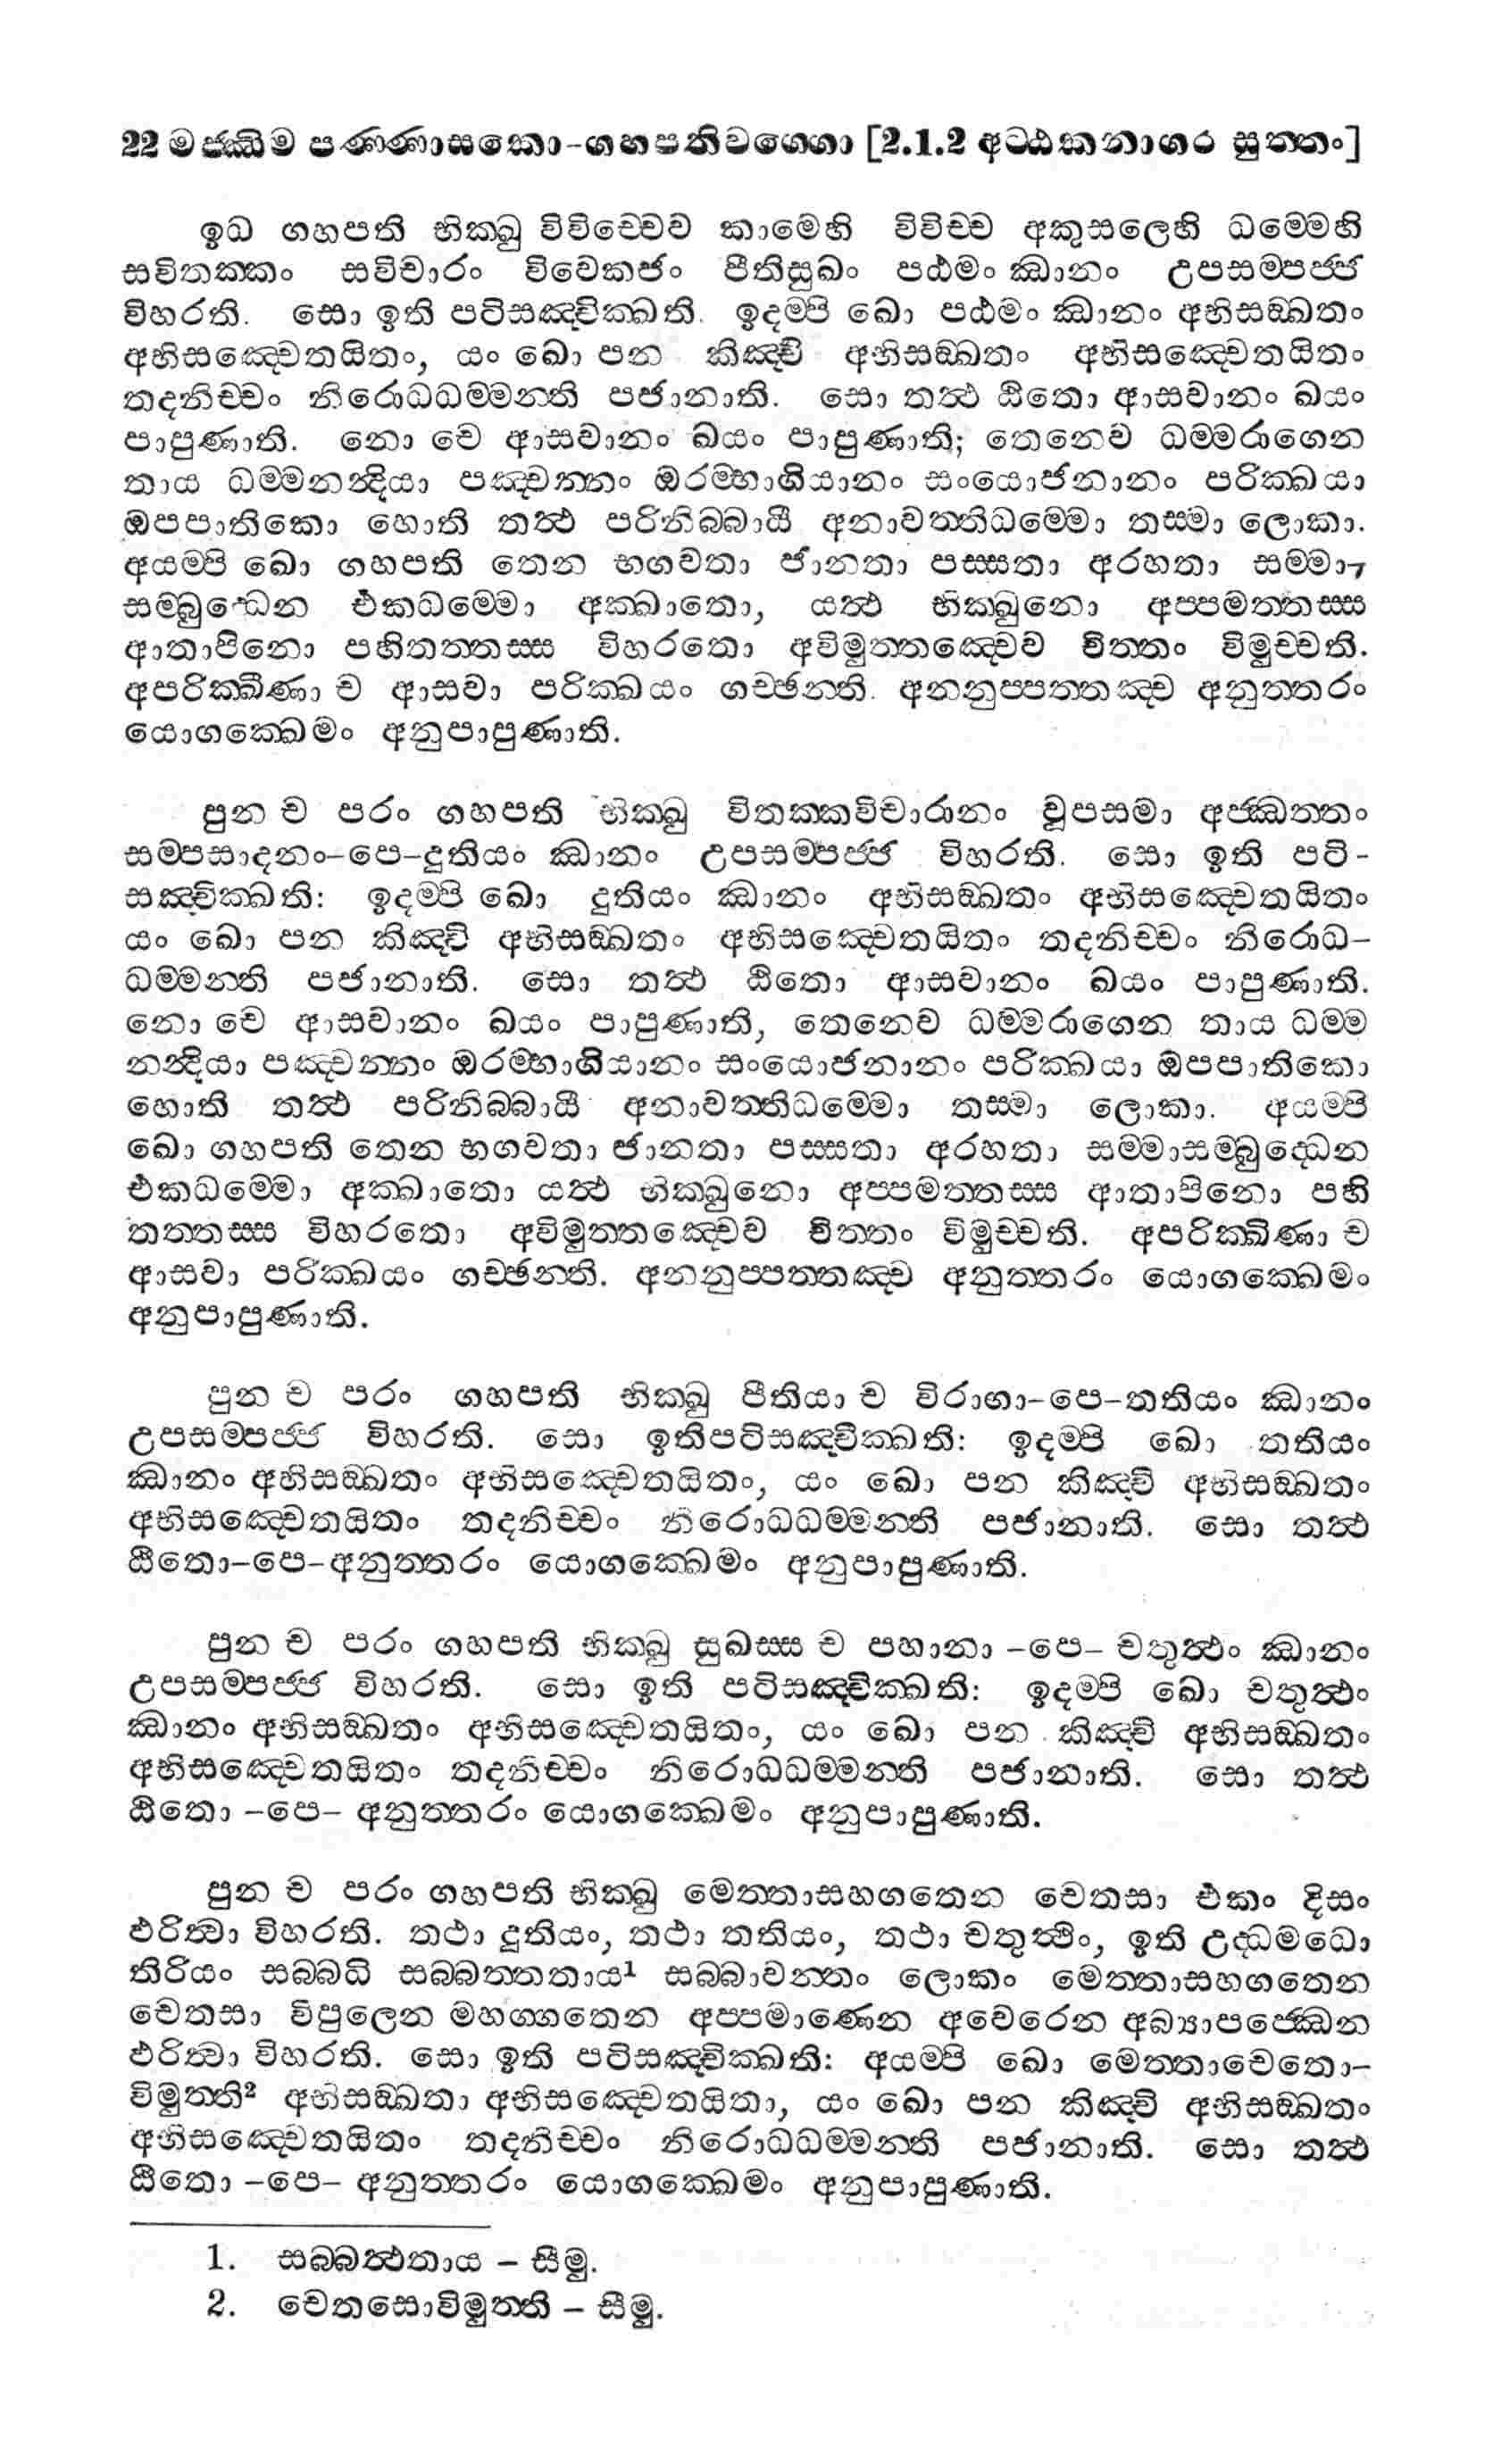 22 මජ්ඣිම පණ්ණාසකො-ගහපතිවග්ගො [2.1.2 අට්ඨකනාගර සුත්තං]
ඉධ ගහපති භික්ඛු විවිච්චෙව කාමෙහි විවිච්ච අකුසලෙහි ධම්මෙහි
සවිතක්කං සවිචාරං විවෙකජං පීතිසුඛං පඨමං ඣානං උපසම්පජ්ජ
විහරති. සො ඉති පටිසඤ්චික්ඛති. ඉදම්පි ඛො පඨමං ඣානං අභිසඞ්ඛතං
අභිසඤ්චෙතයිතං, යං ඛො පන කිඤ්චි අභිසඞ්ඛතං අභිසඤ්චෙතයිතං
තදනිච්චං නිරොධධම්මන්ති පජානාති. සො තත්ථ ඨිතො ආසවානං ඛයං
පාපුණාති. නො චෙ ආසවානං ඛයං පාපුණාති; තෙනෙව ධම්මරාගෙන
තාය ධම්මනන්දියා පඤ්චන්නං ඔරම්භාගියානං සංයොජනානං පරික්ඛයා
ඔපපාතිකො හොති තත්ථ පරිනිබ්බායී අනාවත්තිධම්මො තස්මා ලොකා.
අයම්පි ඛො ගහපති තෙන භගවතා ජානතා පස්සතා අරහතා සම්මා-
සම්බුද්ධෙන එකධම්මො අක්ඛාතො, යත්ථ භික්ඛුනො අප්පමත්තස්ස
ආතාපිනො පහිතත්තස්ස විහරතො අවිමුත්තඤ්චෙව චිත්තං විමුච්චති.
අපරික්ඛීණා ච ආසවා පරික්ඛයං ගච්ඡන්ති. අනනුප්පත්තඤ්ච අනුත්තරං
යොගක්ඛෙමං අනුපාපුණාති.
පුන ච පරං ගහපති භික්ඛු විතක්කවිචාරානං වූපසමා අජ්ඣත්තං
සම්පසාදනං-පෙ-දුතියං ඣානං උපසම්පජ්ජ විහරති. සො ඉති පටි-
සඤ්චික්ඛති: ඉදම්පි ඛො දුතියං ඣානං අභිසඞ්ඛතං අභිසඤ්චෙතයිතං
යං ඛො පන කිඤ්චි අභිසඞ්ඛතං අභිසඤ්චෙතයිතං තදනිච්චං නිරොධ-
ධම්මන්ති පජානාති. සො තත්ථ ඨිතො ආසවානං ඛයං පාපුණාති.
නො චෙ ආසවානං ඛයං පාපුණාති, තෙනෙව ධම්මරාගෙන තාය ධම්ම
නන්දියා පඤ්චන්නං ඔරම්භාගියානං සංයොජනානං පරික්ඛයා ඔපපාතිකො
හොති තත්ථ පරිනිබ්බායී අනාවත්තිධම්මො තස්මා ලොකා. අයම්පි
ඛො ගහපති තෙන භගවතා ජානතා පස්සතා අරහතා සම්මාසම්බුද්ධෙන
එකධම්මො අක්ඛාතො යත්ථ භික්ඛුනො අප්පමත්තස්ස ආතාපිනො පහි
තත්තස්ස විහරතො අවිමුත්තඤ්චෙව චිත්තං විමුච්චති. අපරික්ඛිණා ච
ආසවා පරික්ඛයං ගච්ඡන්ති. අනනුප්පත්තඤ්ච අනුත්තරං යොගක්ඛෙමං
අනුපාපුණාති.
පුන ච පරං ගහපති භික්ඛු පීතියා ච විරාගා-පෙ-තතියං ඣානං
උපසම්පජ්ජ විහරති. සො ඉතිපටිසඤ්චික්ඛති: ඉදම්පි ඛො තතියං
ඣානං අභිසඞ්ඛතං අභිසඤ්චෙතයිතං, යං ඛො පන කිඤ්චි අභිසඞ්ඛතං
අභිසඤ්චෙතයිතං තදනිච්චං නිරොධධම්මන්ති පජානාති. සො තත්ථ
ඨිතො-පෙ-අනුත්තරං යොගක්ඛෙමං අනුපාපුණාති.
පුන ච පරං ගහපති භික්ඛු සුඛස්ස ච පහානා -පෙ- චතුත්ථං ඣානං
උපසම්පජ්ජ විහරති. සො ඉති පටිසඤ්චික්ඛති: ඉදම්පි ඛො චතුත්ථං
ඣානං අභිසඞ්ඛතං අභිසඤ්චෙතයිතං, යං ඛො පන කිඤ්චි අභිසඞ්ඛතං
අභිසඤ්චෙතයිතං තදනිච්චං නිරොධධම්මන්ති පජානාති. සො තත්ථ
ඨිතො -පෙ- අනුත්තරං යොගක්ඛෙමං අනුපාපුණාති.
පුන ච පරං ගහපති භික්ඛු මෙත්තාසහගතෙන චෙතසා එකං දිසං
ඵරිත්වා විහරති. තථා දුතියං, තථා තතියං, තථා චතුත්ථිං, ඉති උද්ධමධො
තිරියං සබ්බධි සබ්බත්තතාය¹ සබ්බාවන්තං ලොකං මෙත්තාසහගතෙන
චෙතසා විපුලෙන මහග්ගතෙන අප්පමාණෙන අවෙරෙන අබ්‍යාපජ්ඣෙන
ඵරිත්වා විහරති. සො ඉති පටිසඤ්චික්ඛති: අයම්පි ඛො මෙත්තාචෙතො-
විමුත්ති² අභිසඞ්ඛතා අභිසඤ්චෙතයිතා, යං ඛො පන කිඤ්චි අභිසඞ්ඛතං
අභිසඤ්චෙතයිතං තදනිච්චං නිරොධධම්මන්ති පජානාති. සො තත්ථ
ඨිතො -පෙ- අනුත්තරං යොගක්ඛෙමං අනුපාපුණාති.
1. සබ්බත්ථතාය - සීමු.
2. චෙතසොවිමුත්ති - සීමු.